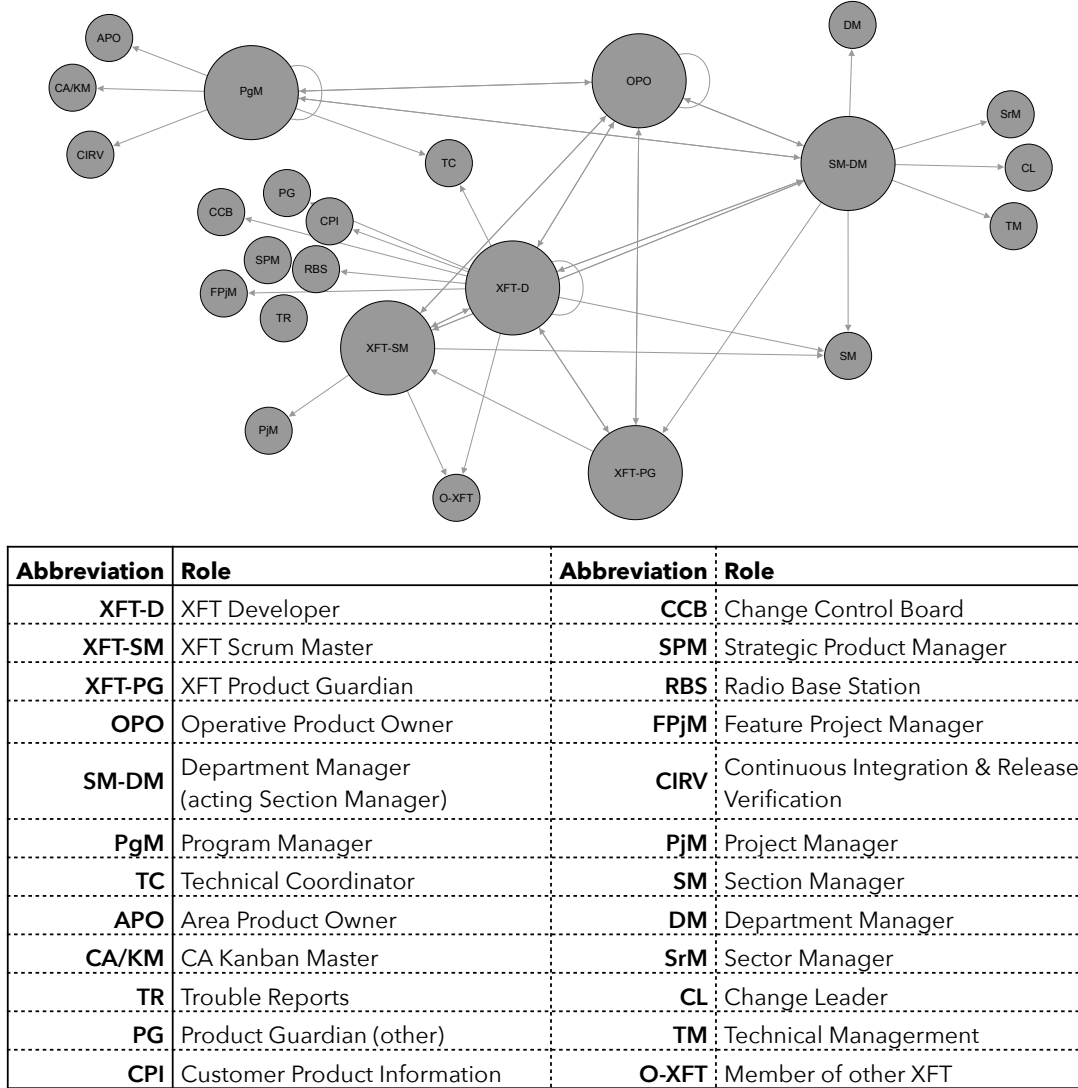 DM
APO
OPO
CA/KM
PgM
SrM
CIRV
TC
SM-DM
CL
PG
CCB
CPI
TM
SPM
RBS
FPjM
XFT-D
TR
XFT-SM
SM
PjM
XFT-PG
O-XFT
Abbreviation Role Abbreviation Role
XFT-D XFT Developer CCB Change Control Board
XFT-SM XFT Scrum Master SPM Strategic Product Manager
XFT-PG XFT Product Guardian RBS Radio Base Station
OPO Operative Product Owner FPjM Feature Project Manager
SM-DM Department Manager (acting Section Manager) CIRV Continuous Integration & Release Verification
PgM Program Manager PjM Project Manager
TC Technical Coordinator SM Section Manager
APO Area Product Owner DM Department Manager
CA/KM CA Kanban Master SrM Sector Manager
TR Trouble Reports CL Change Leader
PG Product Guardian (other) TM Technical Managerment
CPI Customer Product Information O-XFT Member of other XFT